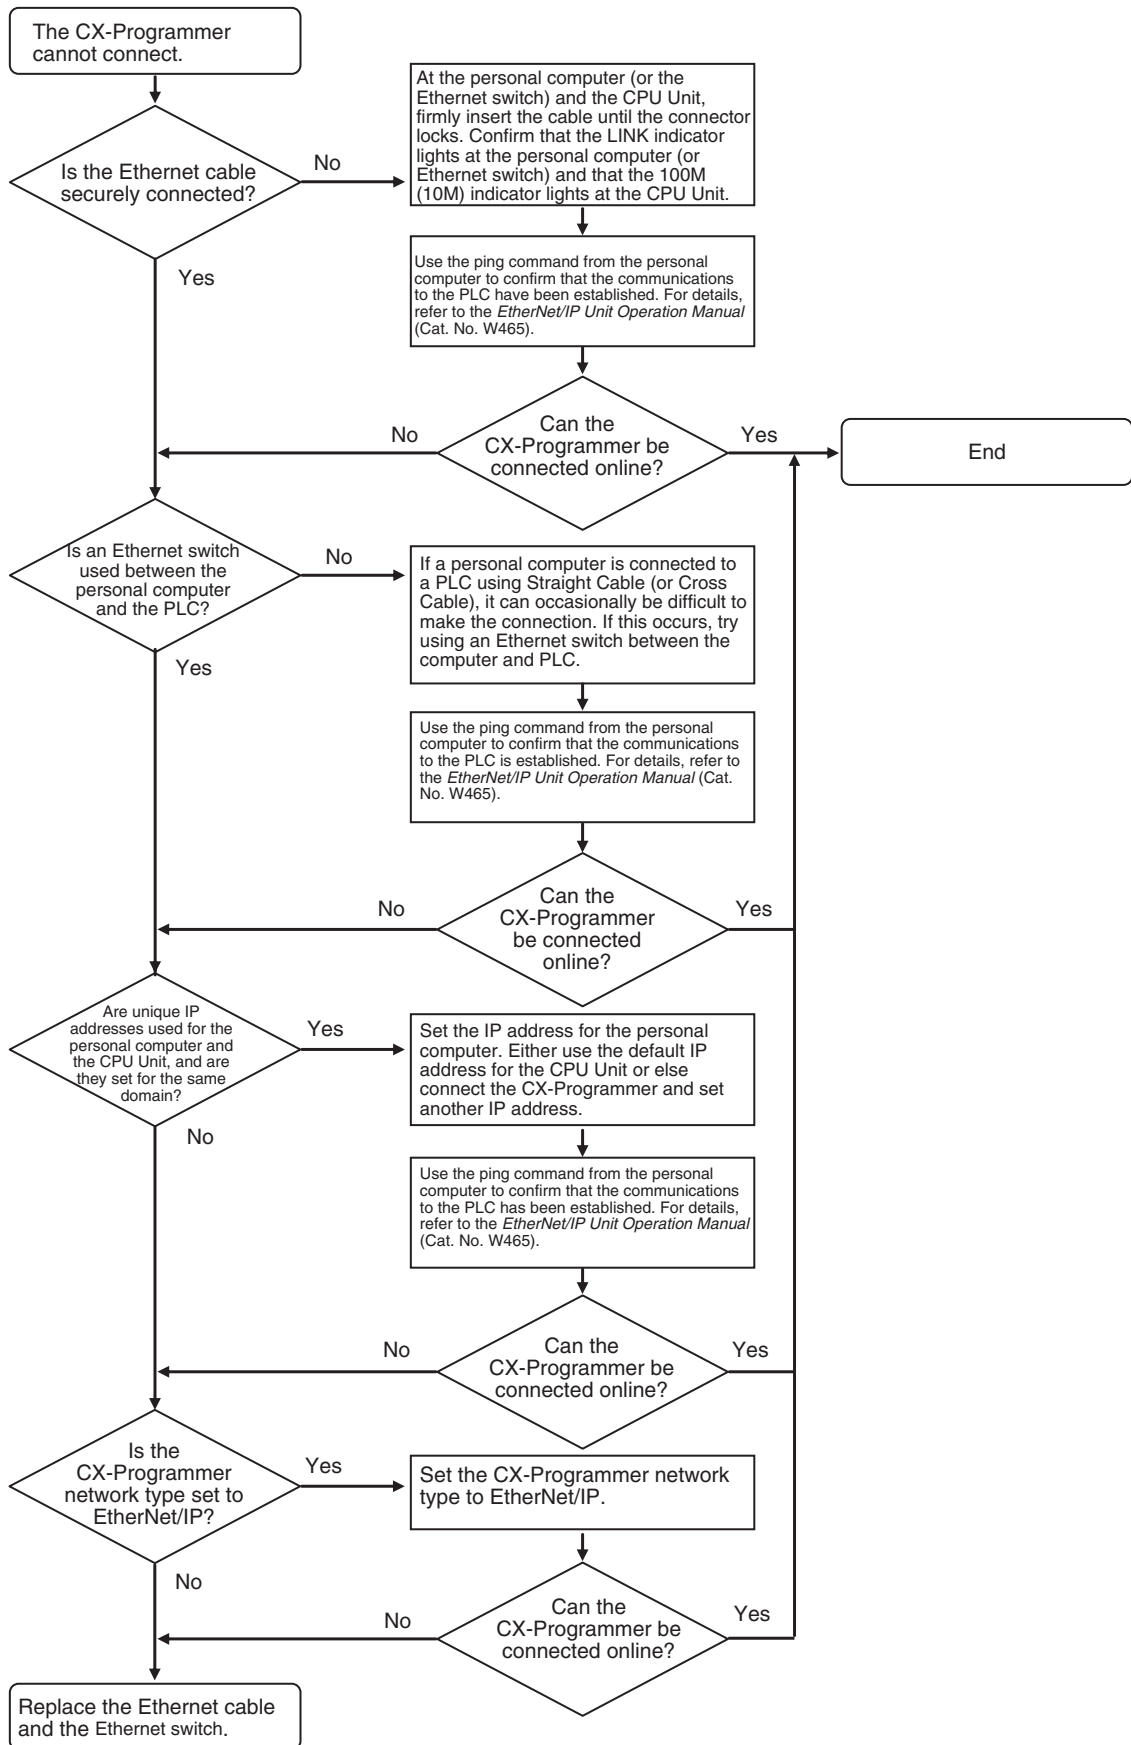 The CX-Programmer
cannot connect.
At the personal computer (or the
Ethernet switch) and the CPU Unit,
firmly insert the cable until the connector
locks. Confirm that the LINK indicator
lights at the personal computer (or
Ethernet switch) and that the 100M
(10M) indicator lights at the CPU Unit.
Is the Ethernet cable
securely connected?
No
Yes
Use the ping command from the personal
computer to confirm that the communications
to the PLC have been established. For details,
refer to the EtherNet/IP Unit Operation Manual
(Cat. No. W465).
Can the
CX-Programmer be
connected online?
No
Yes
End
Is an Ethernet switch
used between the
personal computer
and the PLC?
No
Yes
If a personal computer is connected to
a PLC using Straight Cable (or Cross
Cable), it can occasionally be difficult to
make the connection. If this occurs, try
using an Ethernet switch between the
computer and PLC.
Use the ping command from the personal
computer to confirm that the communications
to the PLC is established. For details, refer to
the EtherNet/IP Unit Operation Manual (Cat.
No. W465).
Can the
CX-Programmer
be connected
online?
No
Yes
Are unique IP
addresses used for the
personal computer and
the CPU Unit, and are
they set for the same
domain?
Yes
No
Set the IP address for the personal
computer. Either use the default IP
address for the CPU Unit or else
connect the CX-Programmer and set
another IP address.
Use the ping command from the personal
computer to confirm that the communications
to the PLC has been established. For details,
refer to the EtherNet/IP Unit Operation Manual
(Cat. No. W465).
Can the
CX-Programmer be
connected online?
No
Yes
Is the
CX-Programmer
network type set to
EtherNet/IP?
Yes
No
Set the CX-Programmer network
type to EtherNet/IP.
Can the
CX-Programmer be
connected online?
No
Yes
Replace the Ethernet cable
and the Ethernet switch.